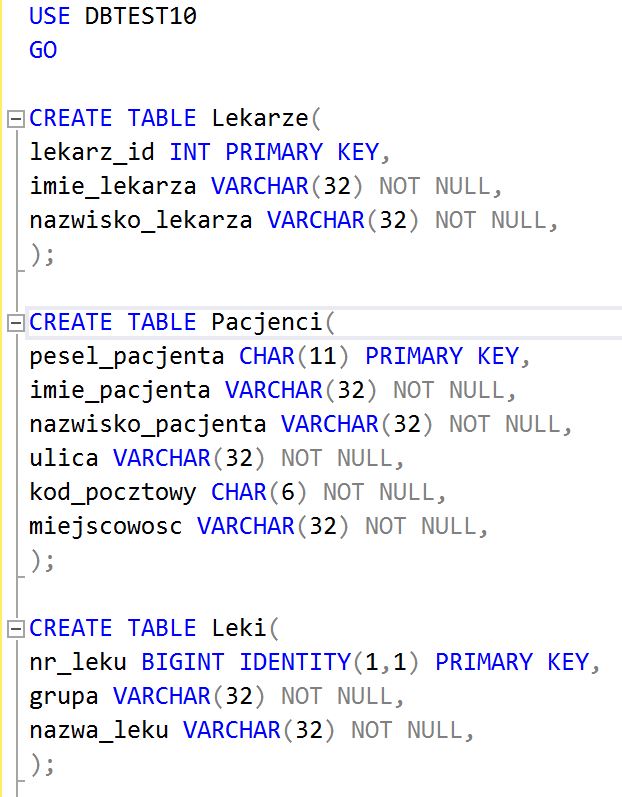 USE DBTEST10
GO
CREATE TABLE Lekarze(
lekarz_id INT PRIMARY KEY,
imie_lekarza VARCHAR(32) NOT NULL,
nazwisko_lekarza VARCHAR(32) NOT NULL,
);
CREATE TABLE Pacjenci(
pesel_pacjenta CHAR(11) PRIMARY KEY,
imie_pacjenta VARCHAR(32) NOT NULL,
nazwisko_pacjenta VARCHAR(32) NOT NULL,
ulica VARCHAR(32) NOT NULL,
kod_pocztowy CHAR(6) NOT NULL,
miejscowosc VARCHAR(32) NOT NULL,
);
CREATE TABLE Leki(
nr_leku BIGINT IDENTITY(1,1) PRIMARY KEY,
grupa VARCHAR(32) NOT NULL,
nazwa_leku VARCHAR(32) NOT NULL,
);